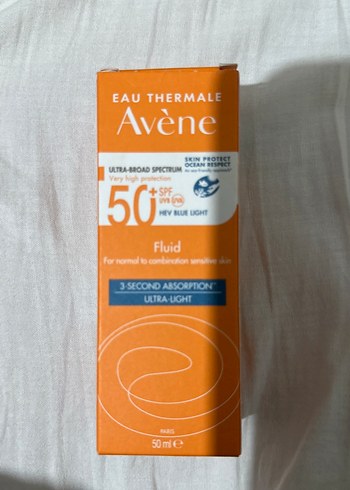 EAU THERMALE
Avène
SKIN PROTECT
OCEAN RESPECT
ULTRA-BROAD SPECTRUM
Very high protection
50+ SPF
UVB UVA
HEV BLUE LIGHT
Fluid
For normal to combination sensitive skin
3-SECOND ABSORPTION
ULTRA-LIGHT
PARIS
50 ml e